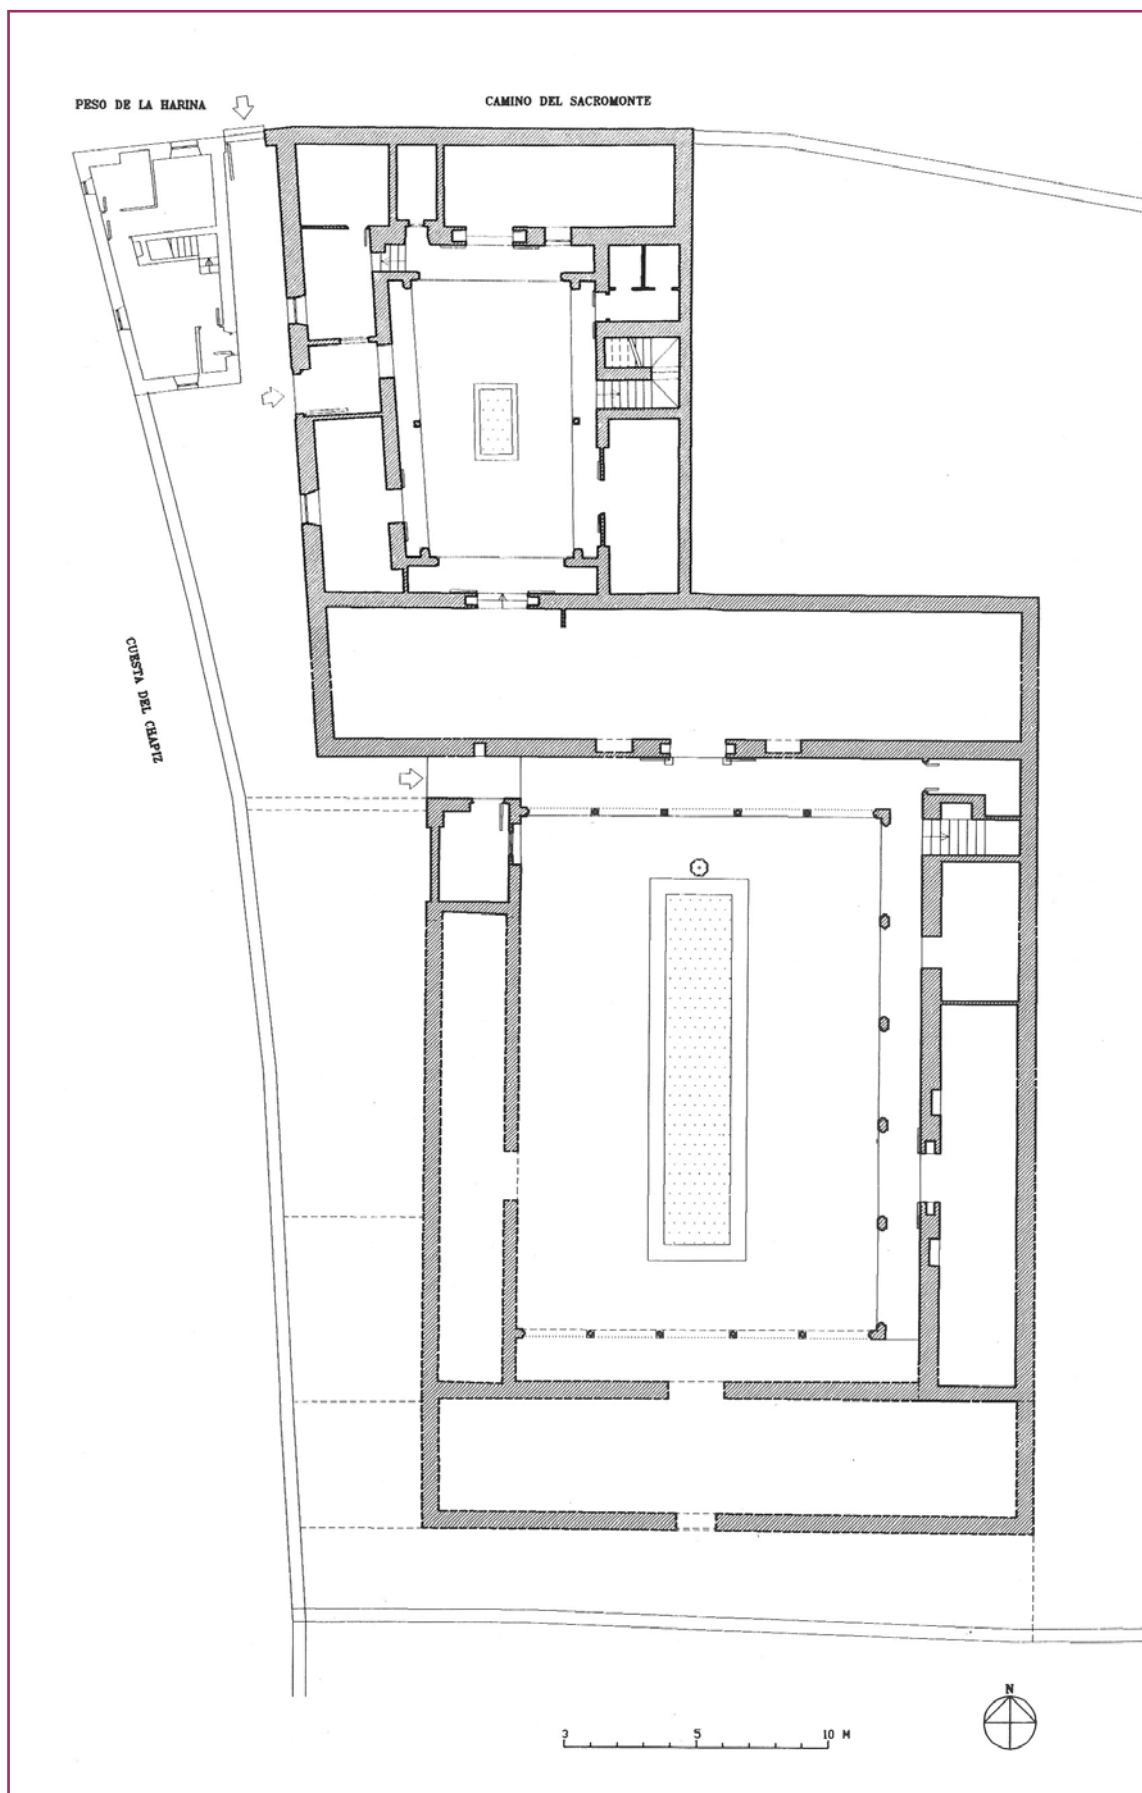 PESO DE LA HARINA
CAMINO DEL SACROMONTE
CUESTA DEL CHAPIZ
N
3 5 10 M